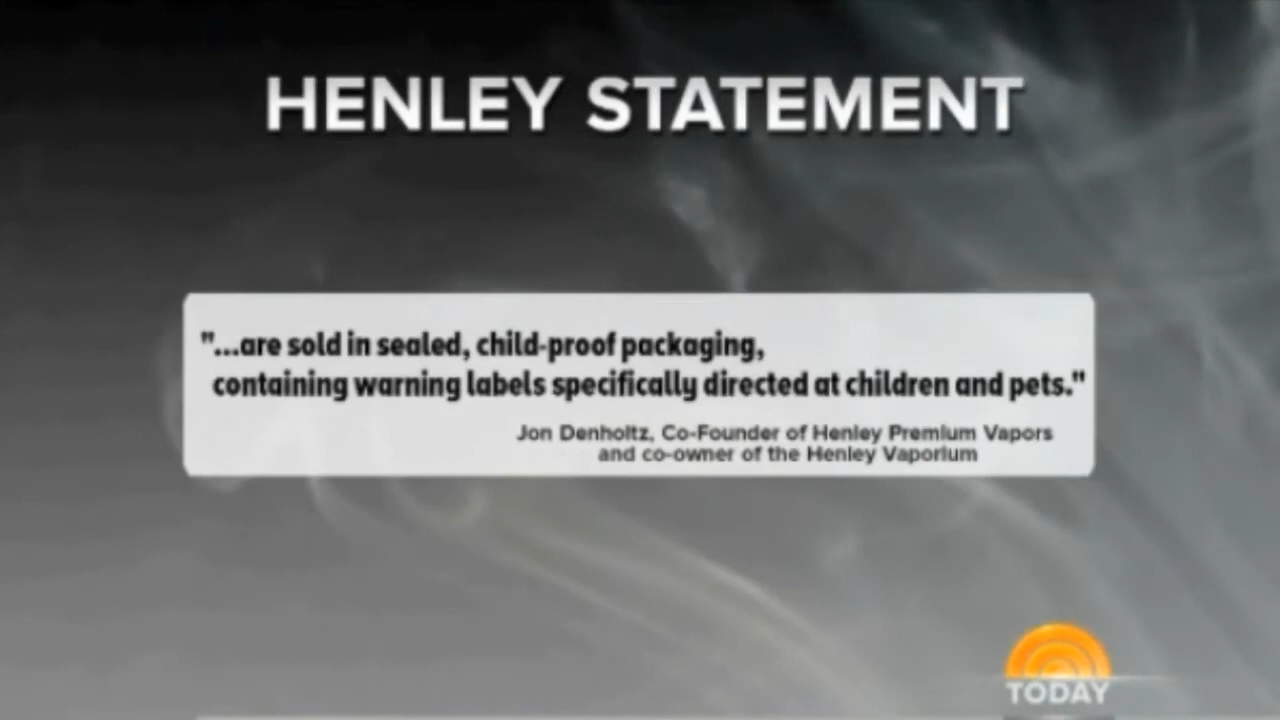 HENLEY STATEMENT
"...are sold in sealed, child-proof packaging,
containing warning labels specifically directed at children and pets."
Jon Denholtz, Co-Founder of Henley Premium Vapors
and co-owner of the Henley Vaporium
TODAY